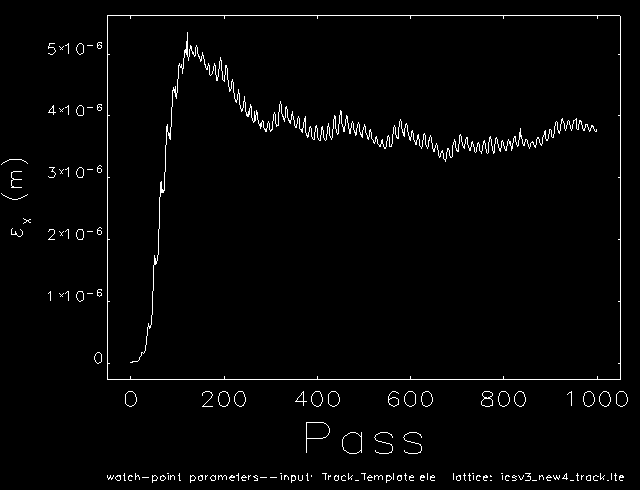 5×10⁻⁶
4×10⁻⁶
3×10⁻⁶
2×10⁻⁶
1×10⁻⁶
0
εₓ (m)
0 200 400 600 800 1000
Pass
watch-point parameters--input: Track_Template.ele lattice: icsv3_new4_track.lte